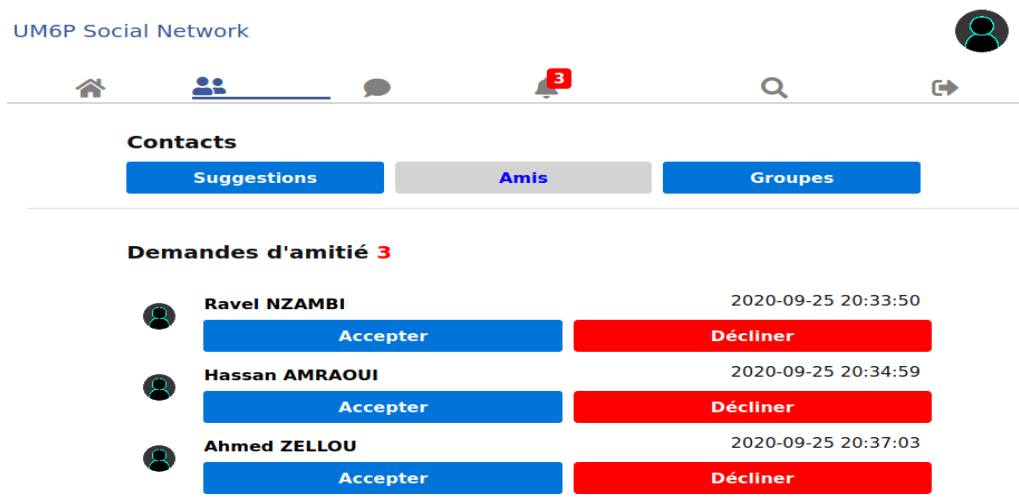 UM6P Social Network
3
Contacts
Suggestions Amis Groupes
Demandes d'amitié 3
Ravel NZAMBI 2020-09-25 20:33:50
Accepter Décliner
Hassan AMRAOUI 2020-09-25 20:34:59
Accepter Décliner
Ahmed ZELLOU 2020-09-25 20:37:03
Accepter Décliner